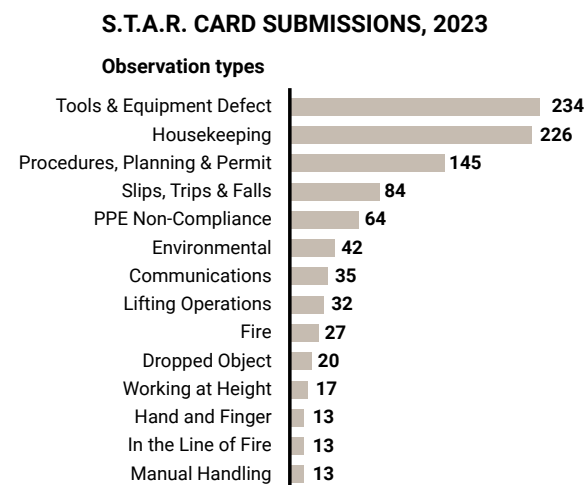 S.T.A.R. CARD SUBMISSIONS, 2023
Observation types
Tools & Equipment Defect 234
Housekeeping 226
Procedures, Planning & Permit 145
Slips, Trips & Falls 84
PPE Non-Compliance 64
Environmental 42
Communications 35
Lifting Operations 32
Fire 27
Dropped Object 20
Working at Height 17
Hand and Finger 13
In the Line of Fire 13
Manual Handling 13